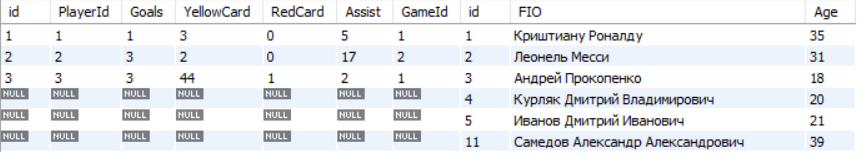 id PlayerId Goals YellowCard RedCard Assist GameId id FIO Age
1 1 1 3 0 5 1 1 Криштиану Роналду 35
2 2 3 2 0 17 2 2 Леонель Месси 31
3 3 3 44 1 2 1 3 Андрей Прокопенко 18
NULL NULL NULL NULL NULL NULL NULL 4 Курляк Дмитрий Владимирович 20
NULL NULL NULL NULL NULL NULL NULL 5 Иванов Дмитрий Иванович 21
NULL NULL NULL NULL NULL NULL NULL 11 Самедов Александр Александрович 39